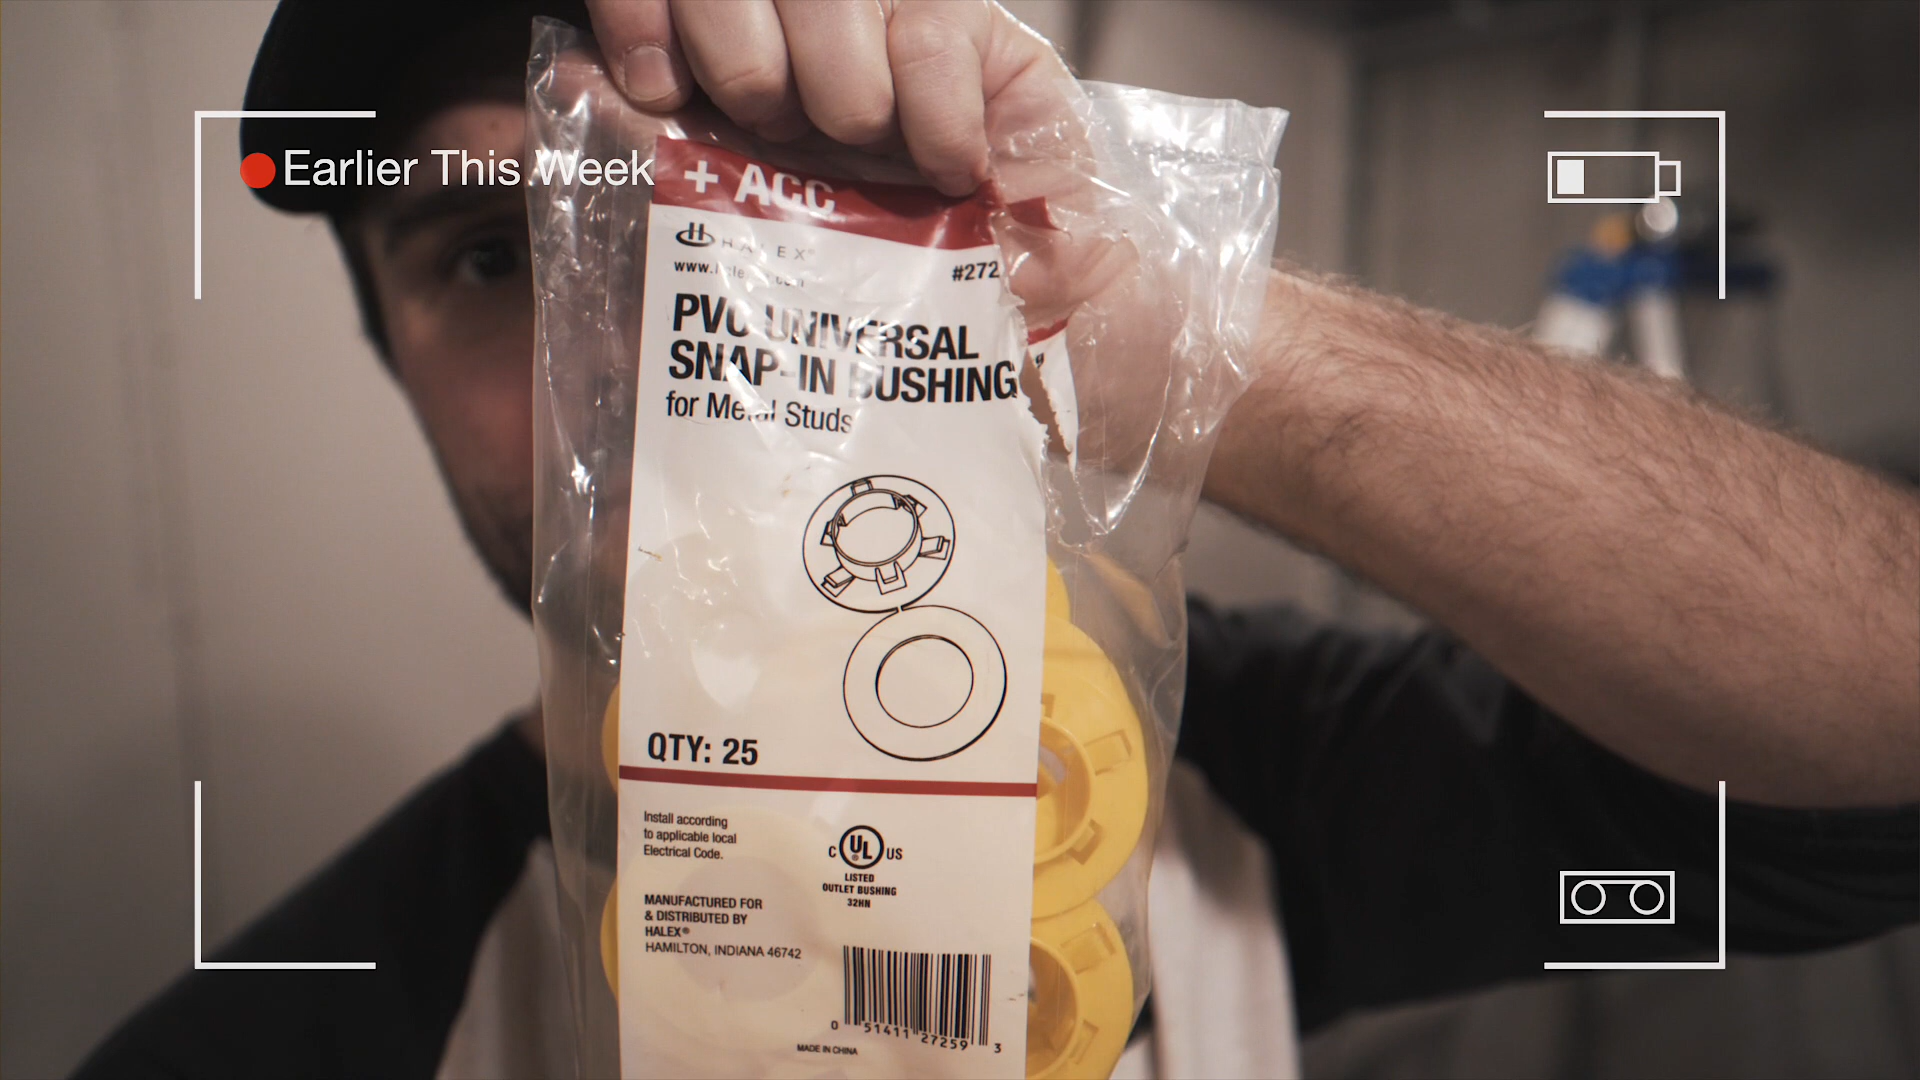 Earlier This Week
+ ACC
HALEX®
#272
PVC UNIVERSAL
SNAP-IN BUSHING
for Metal Studs
QTY: 25
Install according
to applicable local
Electrical Code.
C UL US
LISTED
OUTLET BUSHING
32HN
MANUFACTURED FOR
& DISTRIBUTED BY
HALEX®
HAMILTON, INDIANA 46742
0 51411 27259 3
MADE IN CHINA